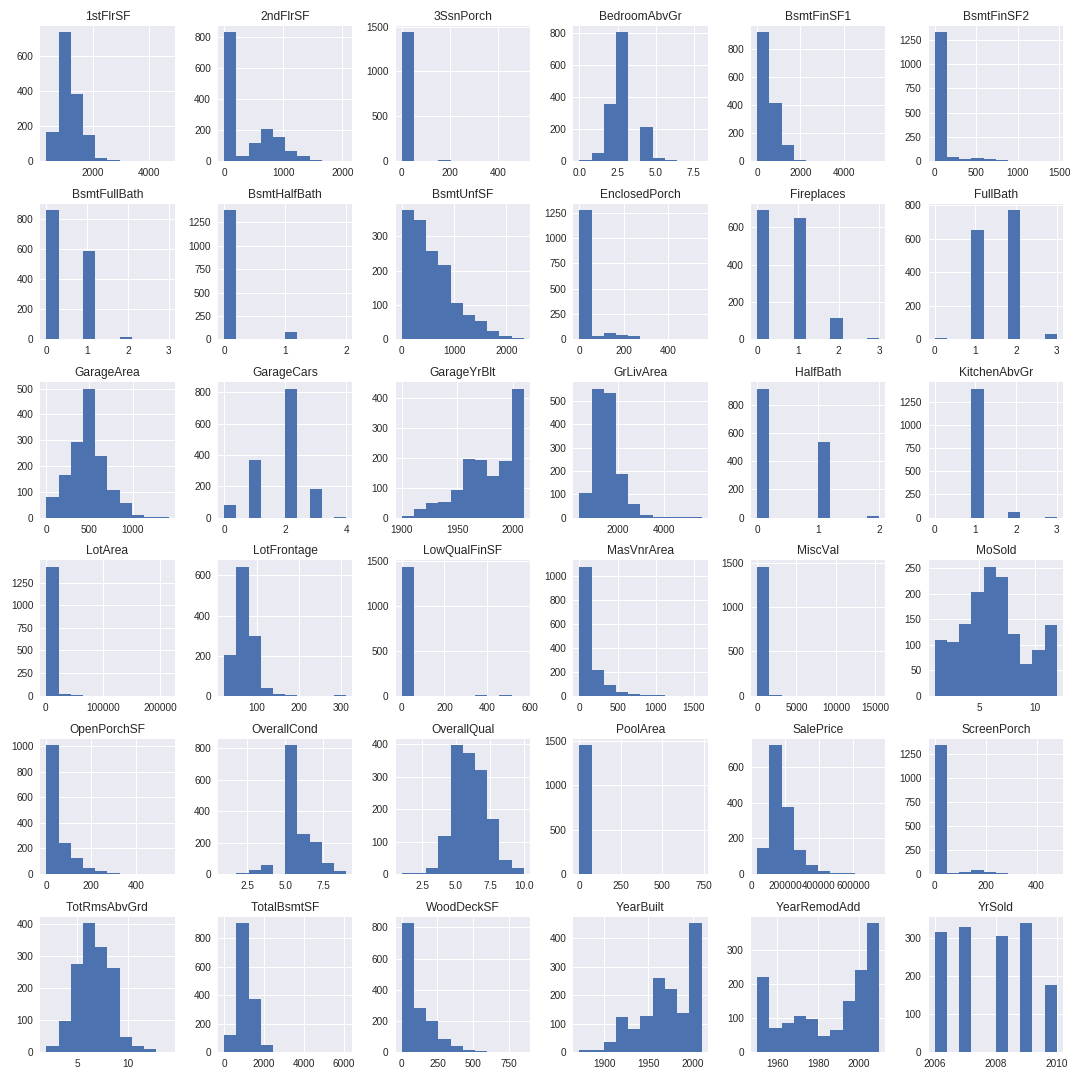 1stFlrSF
600
400
200
0
2000 4000
2ndFlrSF
800
600
400
200
0
0 1000 2000
3SsnPorch
1500
1000
500
0
0 200 400
BedroomAbvGr
800
600
400
200
0
0.0 2.5 5.0 7.5
BsmtFinSF1
800
600
400
200
0
0 2000 4000
BsmtFinSF2
1250
1000
750
500
250
0
0 500 1000 1500
BsmtFullBath
800
600
400
200
0
0 1 2 3
BsmtHalfBath
1250
1000
750
500
250
0
0 1 2
BsmtUnfSF
300
200
100
0
0 1000 2000
EnclosedPorch
1250
1000
750
500
250
0
0 200 400
Fireplaces
600
400
200
0
0 1 2 3
FullBath
800
600
400
200
0
0 1 2 3
GarageArea
500
400
300
200
100
0
0 500 1000
GarageCars
800
600
400
200
0
0 2 4
GarageYrBlt
400
300
200
100
0
1900 1950 2000
GrLivArea
500
400
300
200
100
0
2000 4000
HalfBath
800
600
400
200
0
0 1 2
KitchenAbvGr
1250
1000
750
500
250
0
0 1 2 3
LotArea
1250
1000
750
500
250
0
0 100000 200000
LotFrontage
600
400
200
0
100 200 300
LowQualFinSF
1500
1000
500
0
0 200 400 600
MasVnrArea
1000
800
600
400
200
0
0 500 1000 1500
MiscVal
1500
1000
500
0
0 5000 10000 15000
MoSold
250
200
150
100
50
0
5 10
OpenPorchSF
1000
800
600
400
200
0
0 200 400
OverallCond
800
600
400
200
0
2.5 5.0 7.5
OverallQual
400
300
200
100
0
2.5 5.0 7.5 10.0
PoolArea
1500
1000
500
0
0 250 500 750
SalePrice
600
400
200
0
0 200000 400000 600000
ScreenPorch
1250
1000
750
500
250
0
0 200 400
TotRmsAbvGrd
400
300
200
100
0
5 10
TotalBsmtSF
800
600
400
200
0
0 2000 4000 6000
WoodDeckSF
800
600
400
200
0
0 250 500 750
YearBuilt
400
300
200
100
0
1900 1950 2000
YearRemodAdd
300
200
100
0
1960 1980 2000
YrSold
300
200
100
0
2006 2008 2010